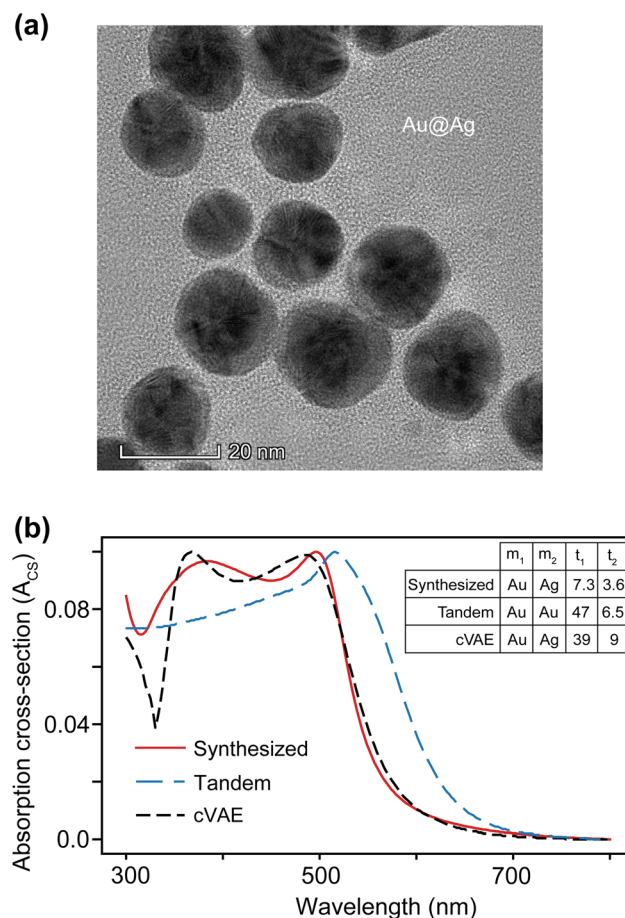 (a)
Au@Ag
20 nm
(b)
Absorption cross-section (A_CS)
0.08
0.04
0.0
m₁ m₂ t₁ t₂
Synthesized Au Ag 7.3 3.6
Tandem Au Au 47 6.5
cVAE Au Ag 39 9
Synthesized
Tandem
cVAE
300 500 700
Wavelength (nm)